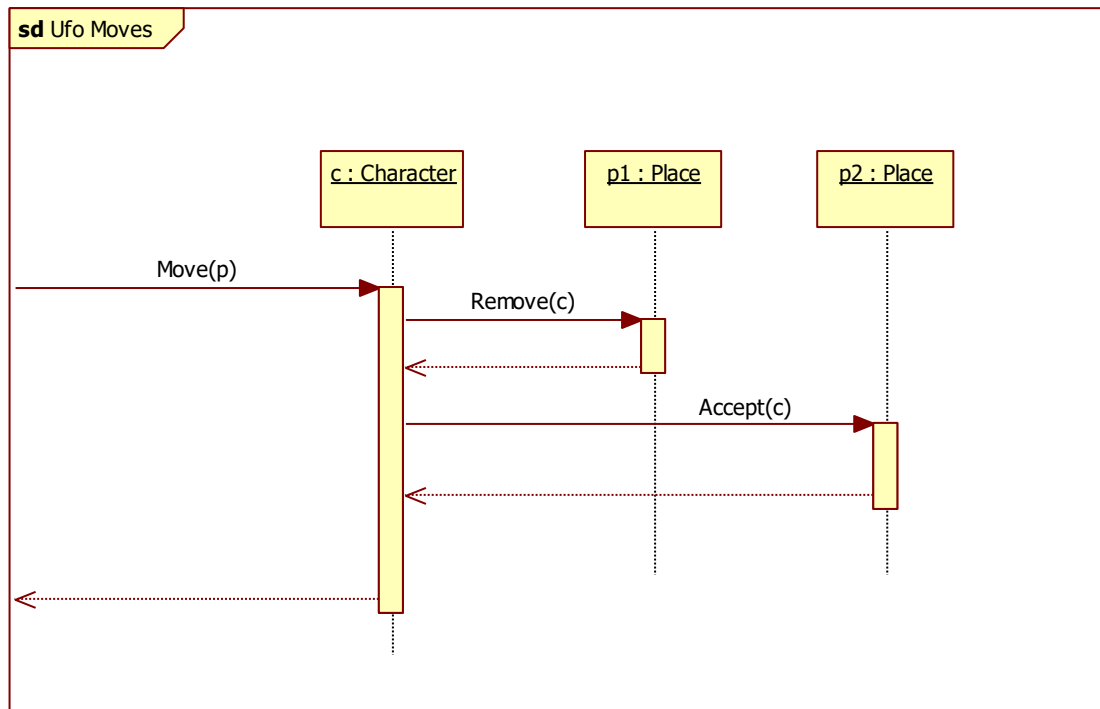 sd Ufo Moves
c : Character
p1 : Place
p2 : Place
Move(p)
Remove(c)
Accept(c)